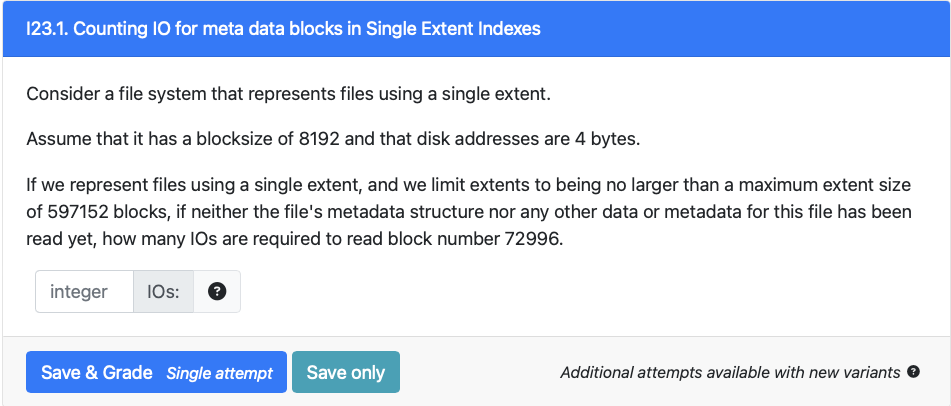 I23.1. Counting IO for meta data blocks in Single Extent Indexes
Consider a file system that represents files using a single extent.
Assume that it has a blocksize of 8192 and that disk addresses are 4 bytes.
If we represent files using a single extent, and we limit extents to being no larger than a maximum extent size
of 597152 blocks, if neither the file's metadata structure nor any other data or metadata for this file has been
read yet, how many IOs are required to read block number 72996.
integer IOs: ?
Save & Grade Single attempt Save only Additional attempts available with new variants ?